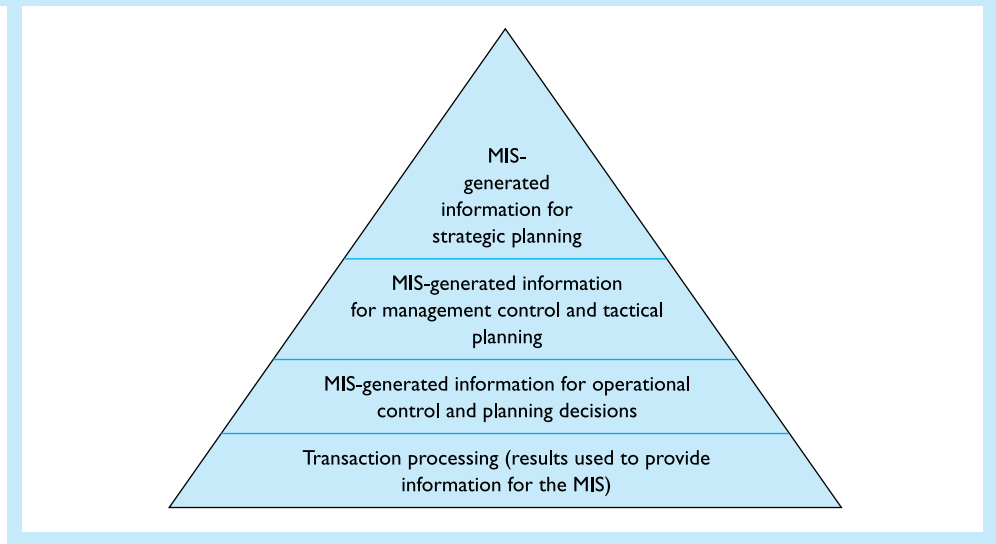 MIS-
generated
information for
strategic planning
MIS-generated information
for management control and tactical
planning
MIS-generated information for operational
control and planning decisions
Transaction processing (results used to provide
information for the MIS)